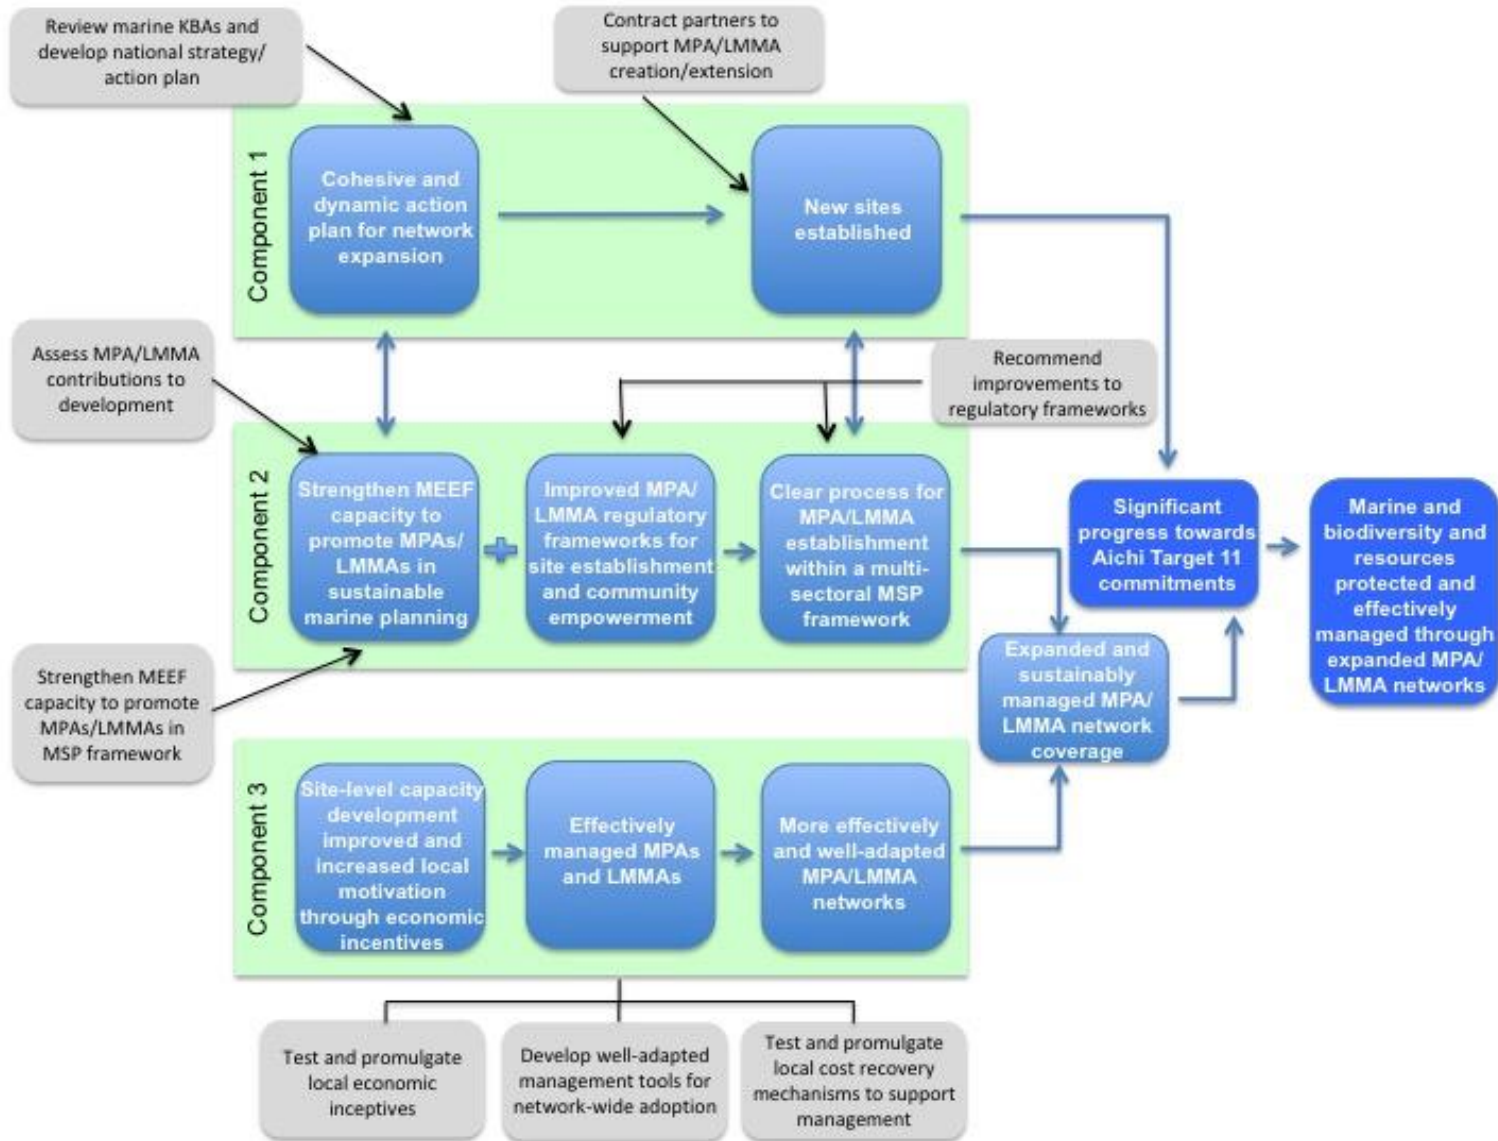 Review marine KBAs and
develop national strategy/
action plan
Contract partners to
support MPA/LMMA
creation/extension
Component 1
Cohesive and
dynamic action
plan for network
expansion
New sites
established
Assess MPA/LMMA
contributions to
development
Recommend
improvements to
regulatory frameworks
Component 2
Strengthen MEEF
capacity to
promote MPAs/
LMMAs in
sustainable
marine planning
Improved MPA/
LMMA regulatory
frameworks for
site establishment
and community
empowerment
Clear process for
MPA/LMMA
establishment
within a multi-
sectoral MSP
framework
Significant
progress towards
Aichi Target 11
commitments
Marine and
biodiversity and
resources
protected and
effectively
managed through
expanded MPA/
LMMA networks
Strengthen MEEF
capacity to promote
MPAs/LMMAs in
MSP framework
Expanded and
sustainably
managed MPA/
LMMA network
coverage
Component 3
Site-level capacity
development
improved and
increased local
motivation
through economic
incentives
Effectively
managed MPAs
and LMMAs
More effectively
and well-adapted
MPA/LMMA
networks
Test and promulgate
local economic
inceptives
Develop well-adapted
management tools for
network-wide adoption
Test and promulgate
local cost recovery
mechanisms to support
management